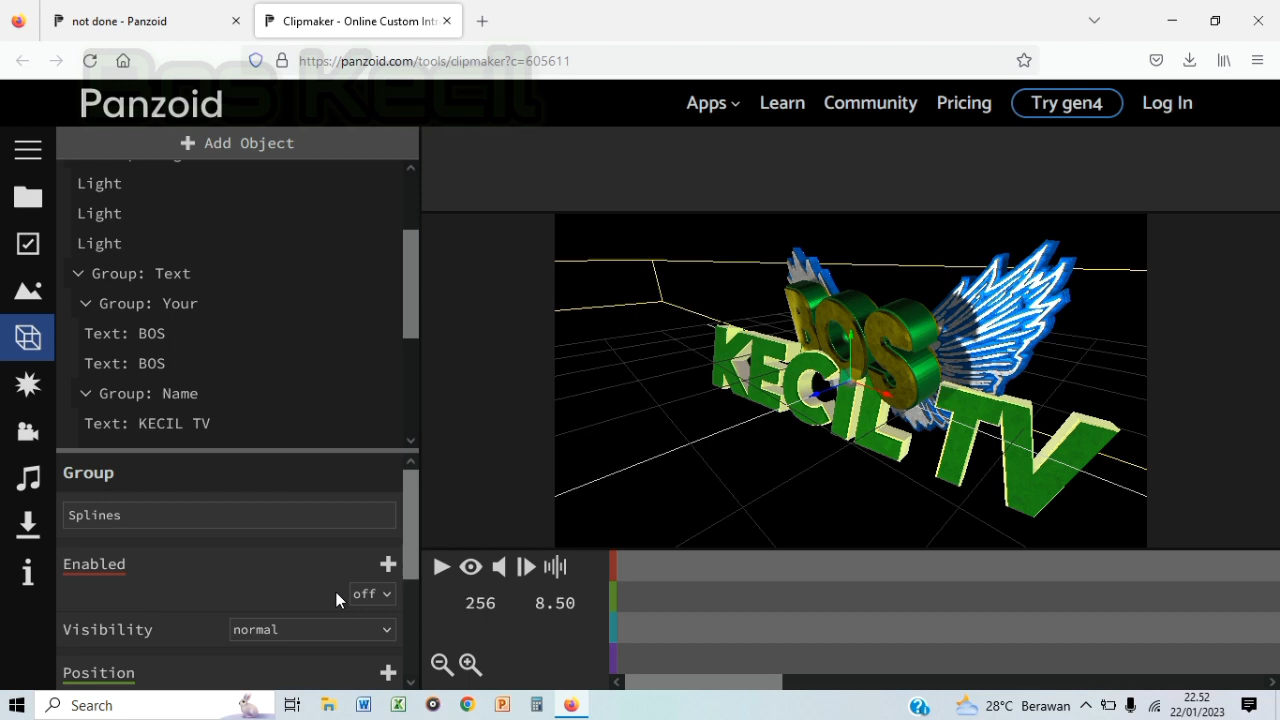 not done - Panzoid
Clipmaker - Online Custom Intr
https://panzoid.com/tools/clipmaker?c=605611
Bos Kecil
Panzoid
Apps
Learn
Community
Pricing
Try gen4
Log In
Add Object
Light
Light
Light
Group: Text
Group: Your
Text: BOS
Text: BOS
Group: Name
Text: KECIL TV
BOS
KECIL TV
Group
Splines
Enabled
off
Visibility
normal
Position
256
8.50
Search
28°C Berawan
22.52
22/01/2023